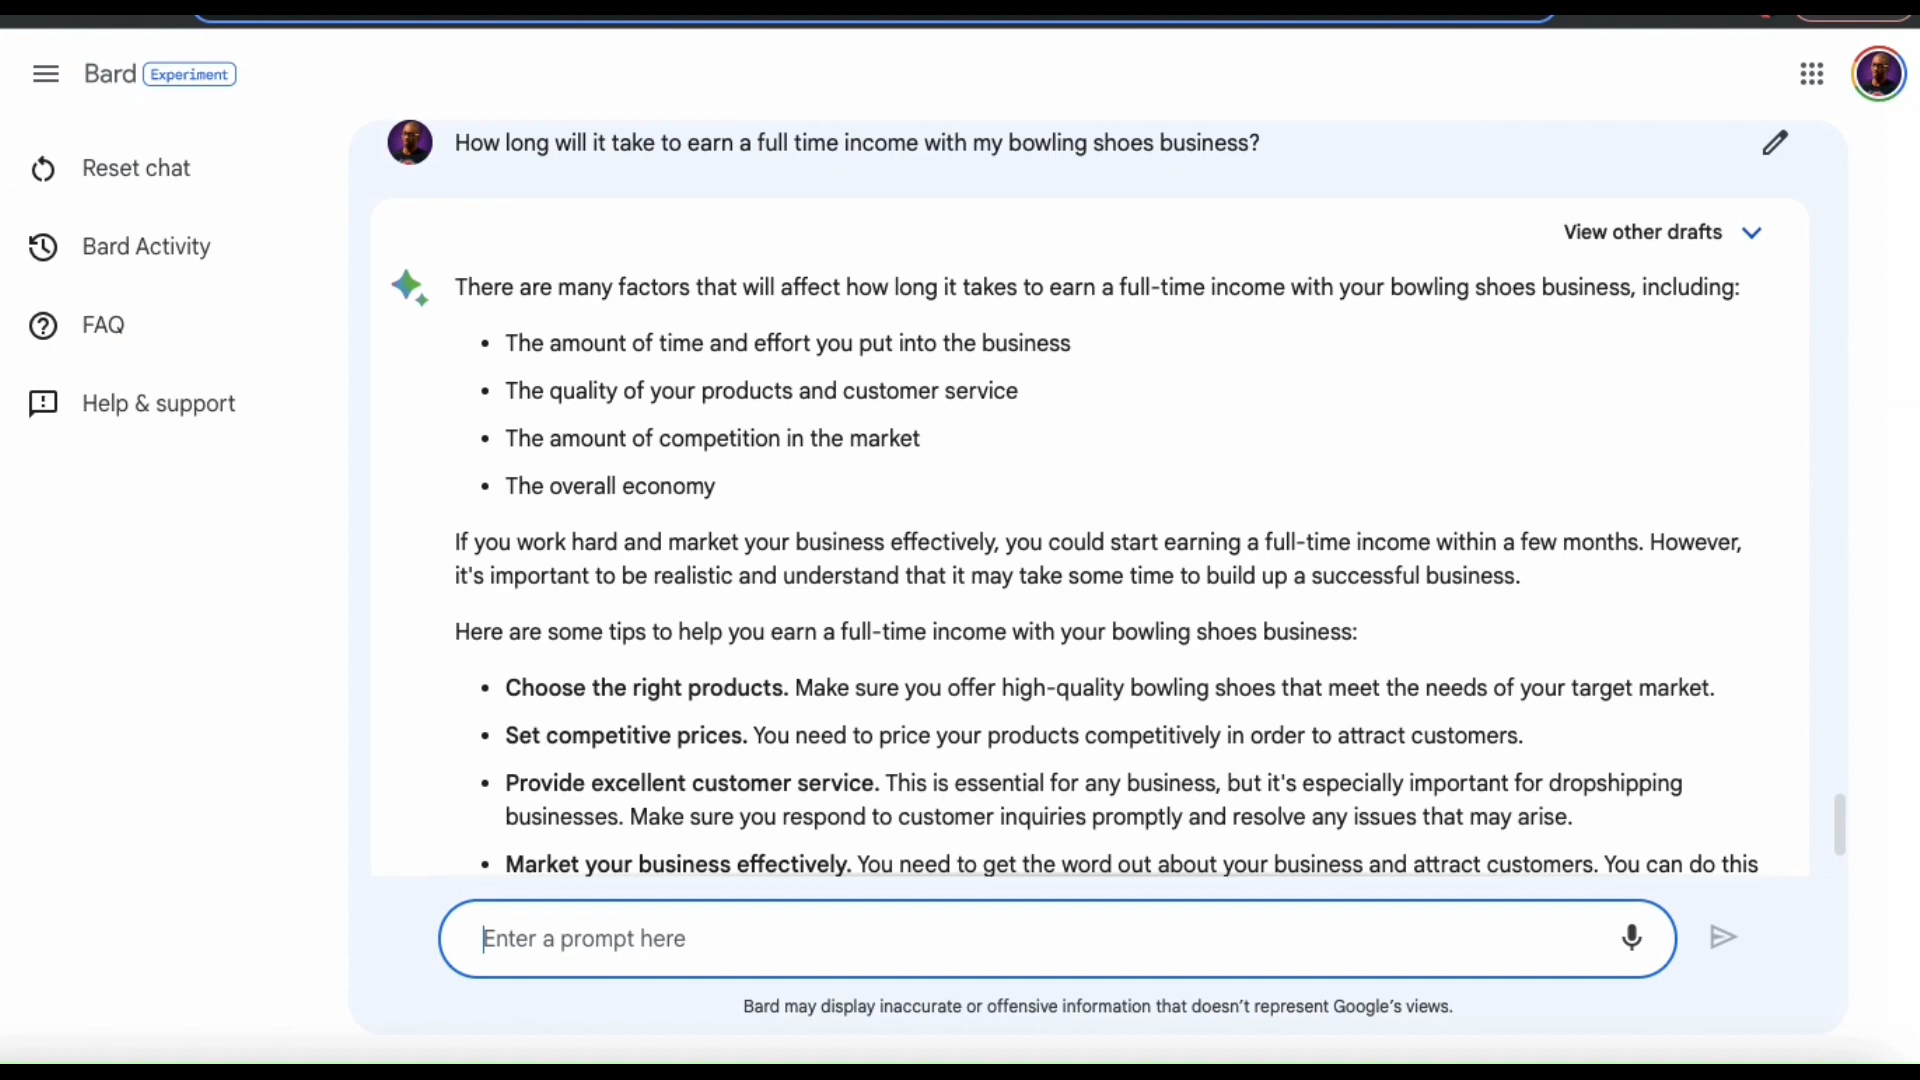 Bard Experiment
Reset chat
Bard Activity
FAQ
Help & support
How long will it take to earn a full time income with my bowling shoes business?
View other drafts
There are many factors that will affect how long it takes to earn a full-time income with your bowling shoes business, including:
• The amount of time and effort you put into the business
• The quality of your products and customer service
• The amount of competition in the market
• The overall economy
If you work hard and market your business effectively, you could start earning a full-time income within a few months. However,
it's important to be realistic and understand that it may take some time to build up a successful business.
Here are some tips to help you earn a full-time income with your bowling shoes business:
• Choose the right products. Make sure you offer high-quality bowling shoes that meet the needs of your target market.
• Set competitive prices. You need to price your products competitively in order to attract customers.
• Provide excellent customer service. This is essential for any business, but it's especially important for dropshipping
businesses. Make sure you respond to customer inquiries promptly and resolve any issues that may arise.
• Market your business effectively. You need to get the word out about your business and attract customers. You can do this
Enter a prompt here
Bard may display inaccurate or offensive information that doesn't represent Google's views.